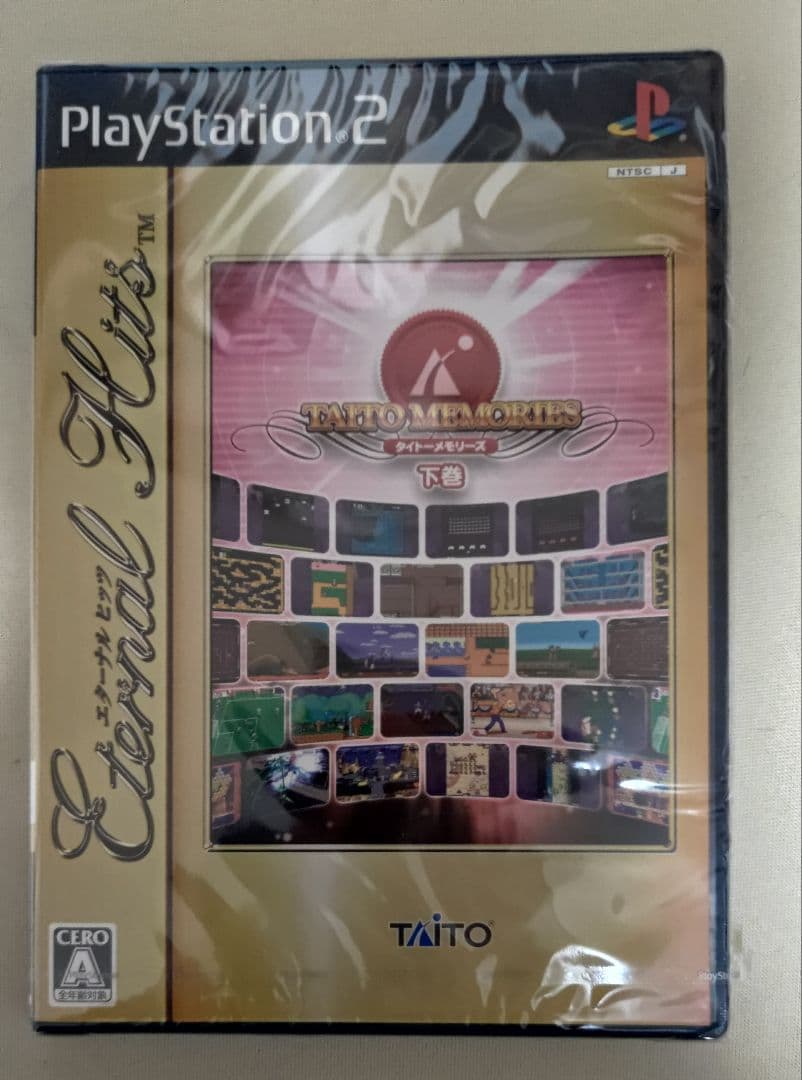 PlayStation®2
NTSC J
Eternal Hits™
エターナル ヒッツ
TAITO MEMORIES
タイトーメモリーズ
下巻
TAITO®
CERO
A
全年齢対象